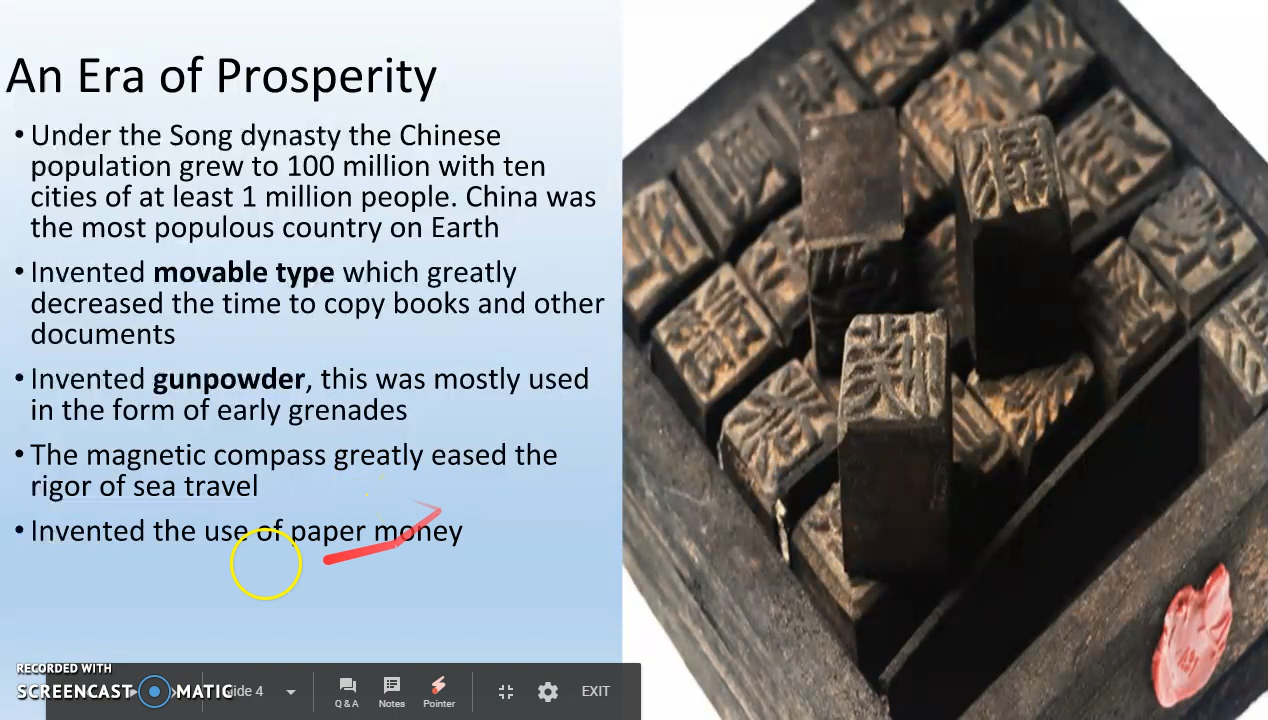 An Era of Prosperity
• Under the Song dynasty the Chinese
population grew to 100 million with ten
cities of at least 1 million people. China was
the most populous country on Earth
• Invented movable type which greatly
decreased the time to copy books and other
documents
• Invented gunpowder, this was mostly used
in the form of early grenades
• The magnetic compass greatly eased the
rigor of sea travel
• Invented the use of paper money
RECORDED WITH
SCREENCAST MATIC
lide 4
Q & A
Notes
Pointer
EXIT